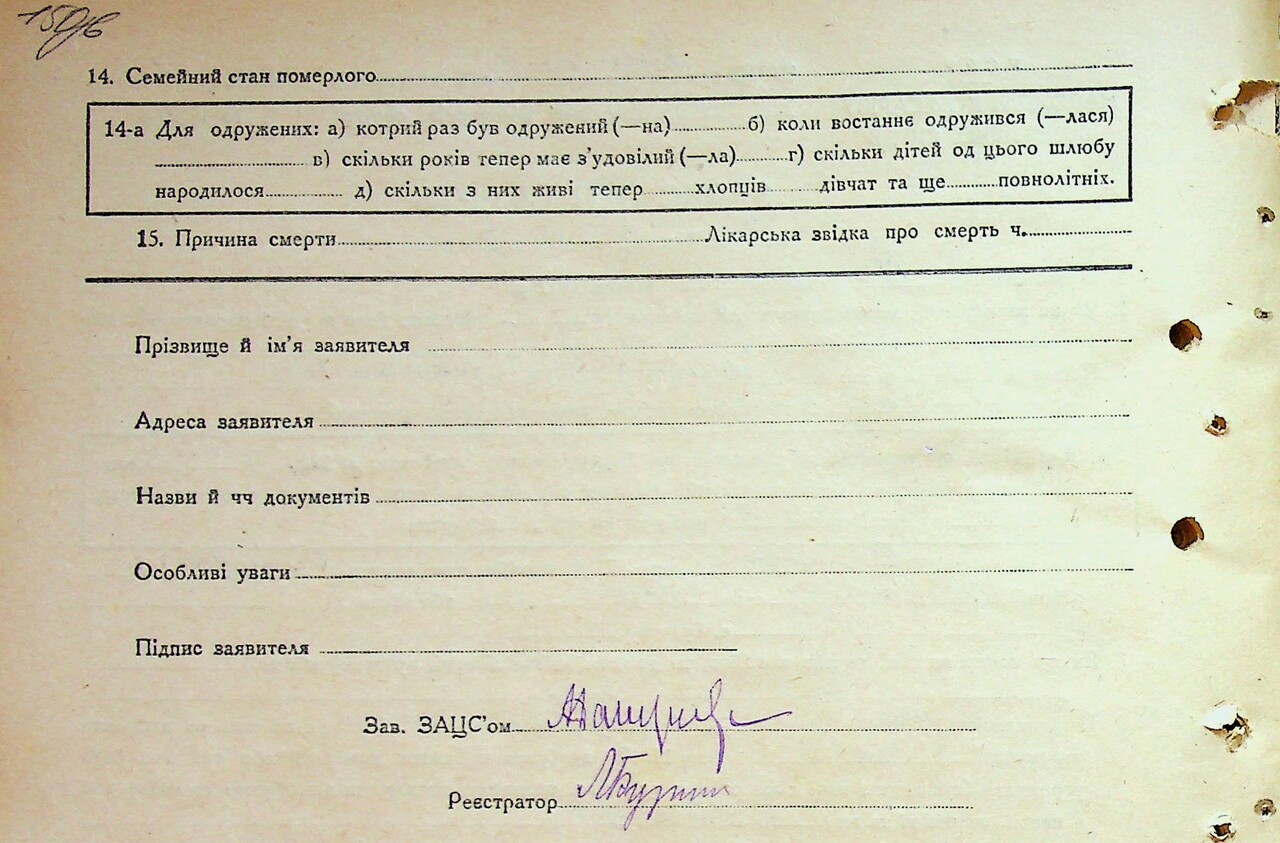 14. Семейний стан померлого
14-а Для одружених: а) котрий раз був одружений (—на) б) коли востаннє одружився (—лася)
в) скільки років тепер має з’удовілий (—ла) г) скільки дітей од цього шлюбу
народилося д) скільки з них живі тепер хлопців дівчат та ще повнолітніх.
15. Причина смерти Лікарська звідка про смерть ч.
Прізвище й ім’я заявителя
Адреса заявителя
Назви й чч документів
Особливі уваги
Підпис заявителя
Зав. ЗАЦС’ом
Реєстратор